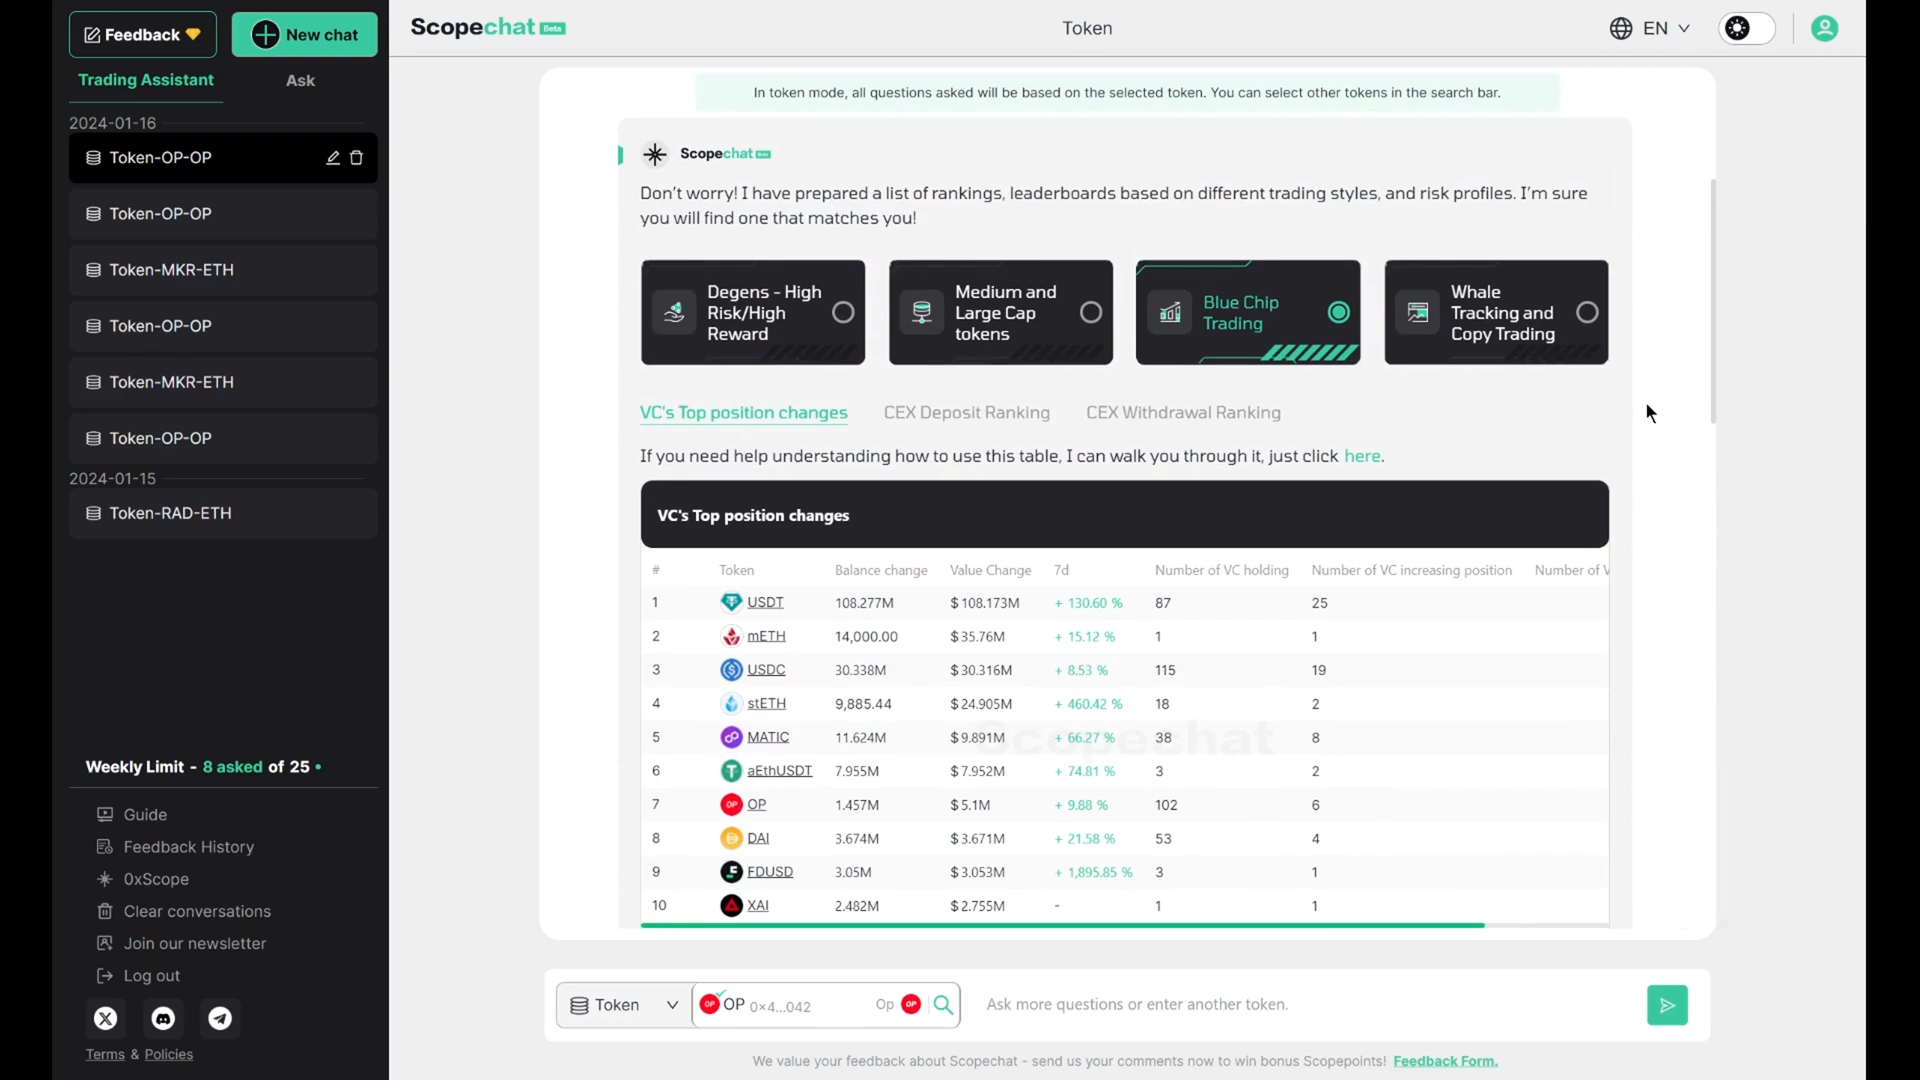 Feedback
New chat
Trading Assistant
Ask
2024-01-16
Token-OP-OP
Token-OP-OP
Token-MKR-ETH
Token-OP-OP
Token-MKR-ETH
Token-OP-OP
2024-01-15
Token-RAD-ETH
Weekly Limit - 8 asked of 25
Guide
Feedback History
0xScope
Clear conversations
Join our newsletter
Log out
Terms & Policies
Scopechat Beta
Token
EN
In token mode, all questions asked will be based on the selected token. You can select other tokens in the search bar.
Scopechat Beta
Don't worry! I have prepared a list of rankings, leaderboards based on different trading styles, and risk profiles. I'm sure
you will find one that matches you!
Degens - High
Risk/High
Reward
Medium and
Large Cap
tokens
Blue Chip
Trading
Whale
Tracking and
Copy Trading
VC's Top position changes CEX Deposit Ranking CEX Withdrawal Ranking
If you need help understanding how to use this table, I can walk you through it, just click here.
VC's Top position changes
# Token Balance change Value Change 7d Number of VC holding Number of VC increasing position Number of V
1 USDT 108.277M $108.173M + 130.60 % 87 25
2 mETH 14,000.00 $35.76M + 15.12 % 1 1
3 USDC 30.338M $30.316M + 8.53 % 115 19
4 stETH 9,885.44 $24.905M + 460.42 % 18 2
5 MATIC 11.624M $9.891M + 66.27 % 38 8
6 aEthUSDT 7.955M $7.952M + 74.81 % 3 2
7 OP OP 1.457M $5.1M + 9.88 % 102 6
8 DAI 3.674M $3.671M + 21.58 % 53 4
9 FDUSD 3.05M $3.053M + 1,895.85 % 3 1
10 XAI 2.482M $2.755M - 1 1
Scopechat
Token OP OP 0×4...042 Op OP Ask more questions or enter another token.
We value your feedback about Scopechat - send us your comments now to win bonus Scopepoints! Feedback Form.